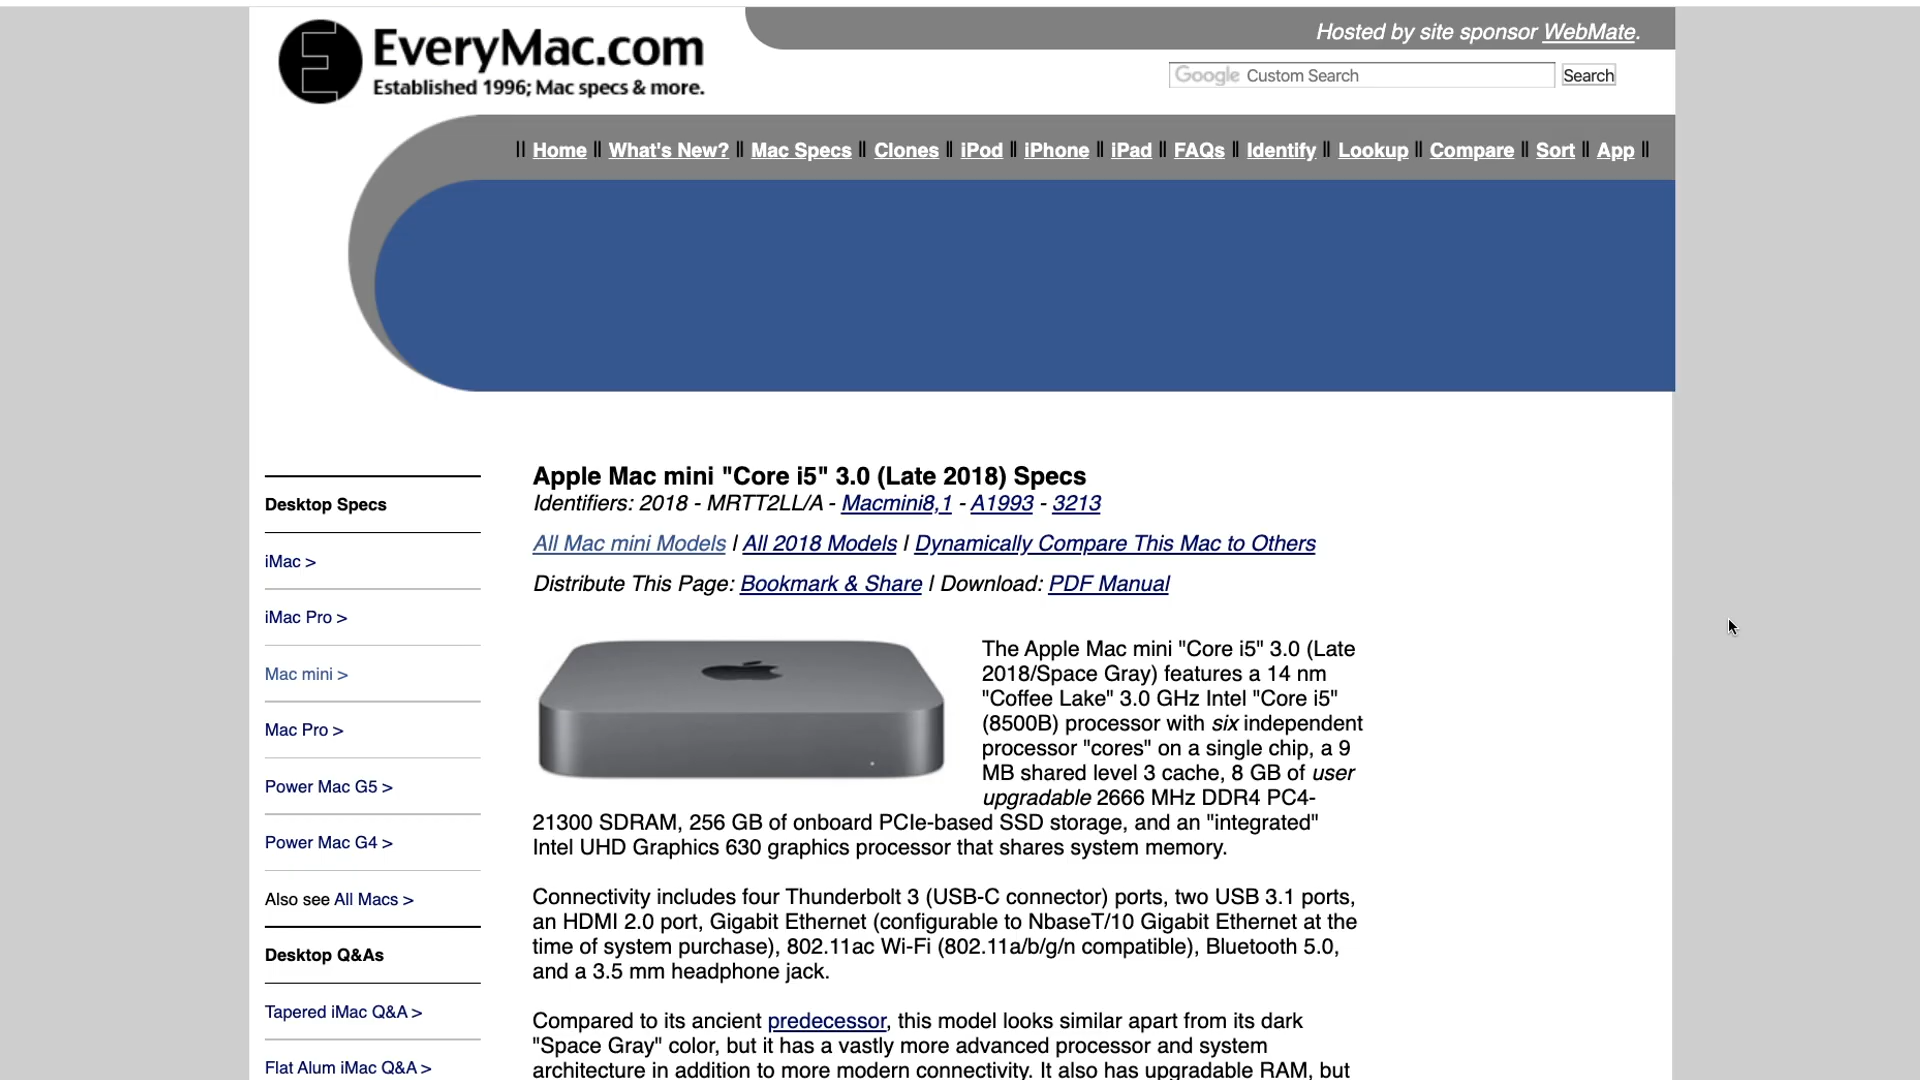 EveryMac.com
Established 1996; Mac specs & more.
Hosted by site sponsor WebMate.
Google Custom Search
Search
|| Home || What's New? || Mac Specs || Clones || iPod || iPhone || iPad || FAQs || Identify || Lookup || Compare || Sort || App ||
Desktop Specs
iMac >
iMac Pro >
Mac mini >
Mac Pro >
Power Mac G5 >
Power Mac G4 >
Also see All Macs >
Desktop Q&As
Tapered iMac Q&A >
Flat Alum iMac Q&A >
Apple Mac mini "Core i5" 3.0 (Late 2018) Specs
Identifiers: 2018 - MRTT2LL/A - Macmini8,1 - A1993 - 3213
All Mac mini Models | All 2018 Models | Dynamically Compare This Mac to Others
Distribute This Page: Bookmark & Share | Download: PDF Manual
The Apple Mac mini "Core i5" 3.0 (Late
2018/Space Gray) features a 14 nm
"Coffee Lake" 3.0 GHz Intel "Core i5"
(8500B) processor with six independent
processor "cores" on a single chip, a 9
MB shared level 3 cache, 8 GB of user
upgradable 2666 MHz DDR4 PC4-
21300 SDRAM, 256 GB of onboard PCIe-based SSD storage, and an "integrated"
Intel UHD Graphics 630 graphics processor that shares system memory.
Connectivity includes four Thunderbolt 3 (USB-C connector) ports, two USB 3.1 ports,
an HDMI 2.0 port, Gigabit Ethernet (configurable to NbaseT/10 Gigabit Ethernet at the
time of system purchase), 802.11ac Wi-Fi (802.11a/b/g/n compatible), Bluetooth 5.0,
and a 3.5 mm headphone jack.
Compared to its ancient predecessor, this model looks similar apart from its dark
"Space Gray" color, but it has a vastly more advanced processor and system
architecture in addition to more modern connectivity. It also has upgradable RAM, but